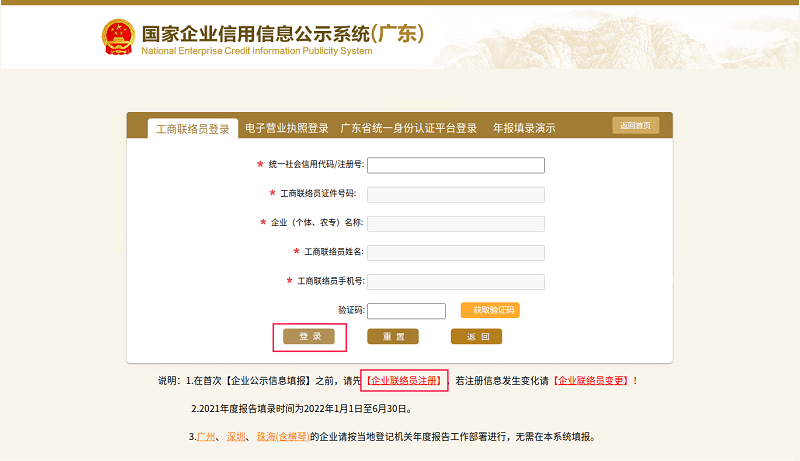 国家企业信用信息公示系统(广东)
National Enterprise Credit Information Publicity System
工商联络员登录 电子营业执照登录 广东省统一身份认证平台登录 年报填录演示 返回首页
* 统一社会信用代码/注册号:
* 工商联络员证件号码:
* 企业（个体、农专）名称:
* 工商联络员姓名:
* 工商联络员手机号:
验证码: 获取验证码
登 录 重 置 返 回
说明：1.在首次【企业公示信息填报】之前，请先【企业联络员注册】，若注册信息发生变化请【企业联络员变更】！
2.2021年度报告填录时间为2022年1月1日至6月30日。
3.广州、 深圳、 珠海(含横琴)的企业请按当地登记机关年度报告工作部署进行，无需在本系统填报。